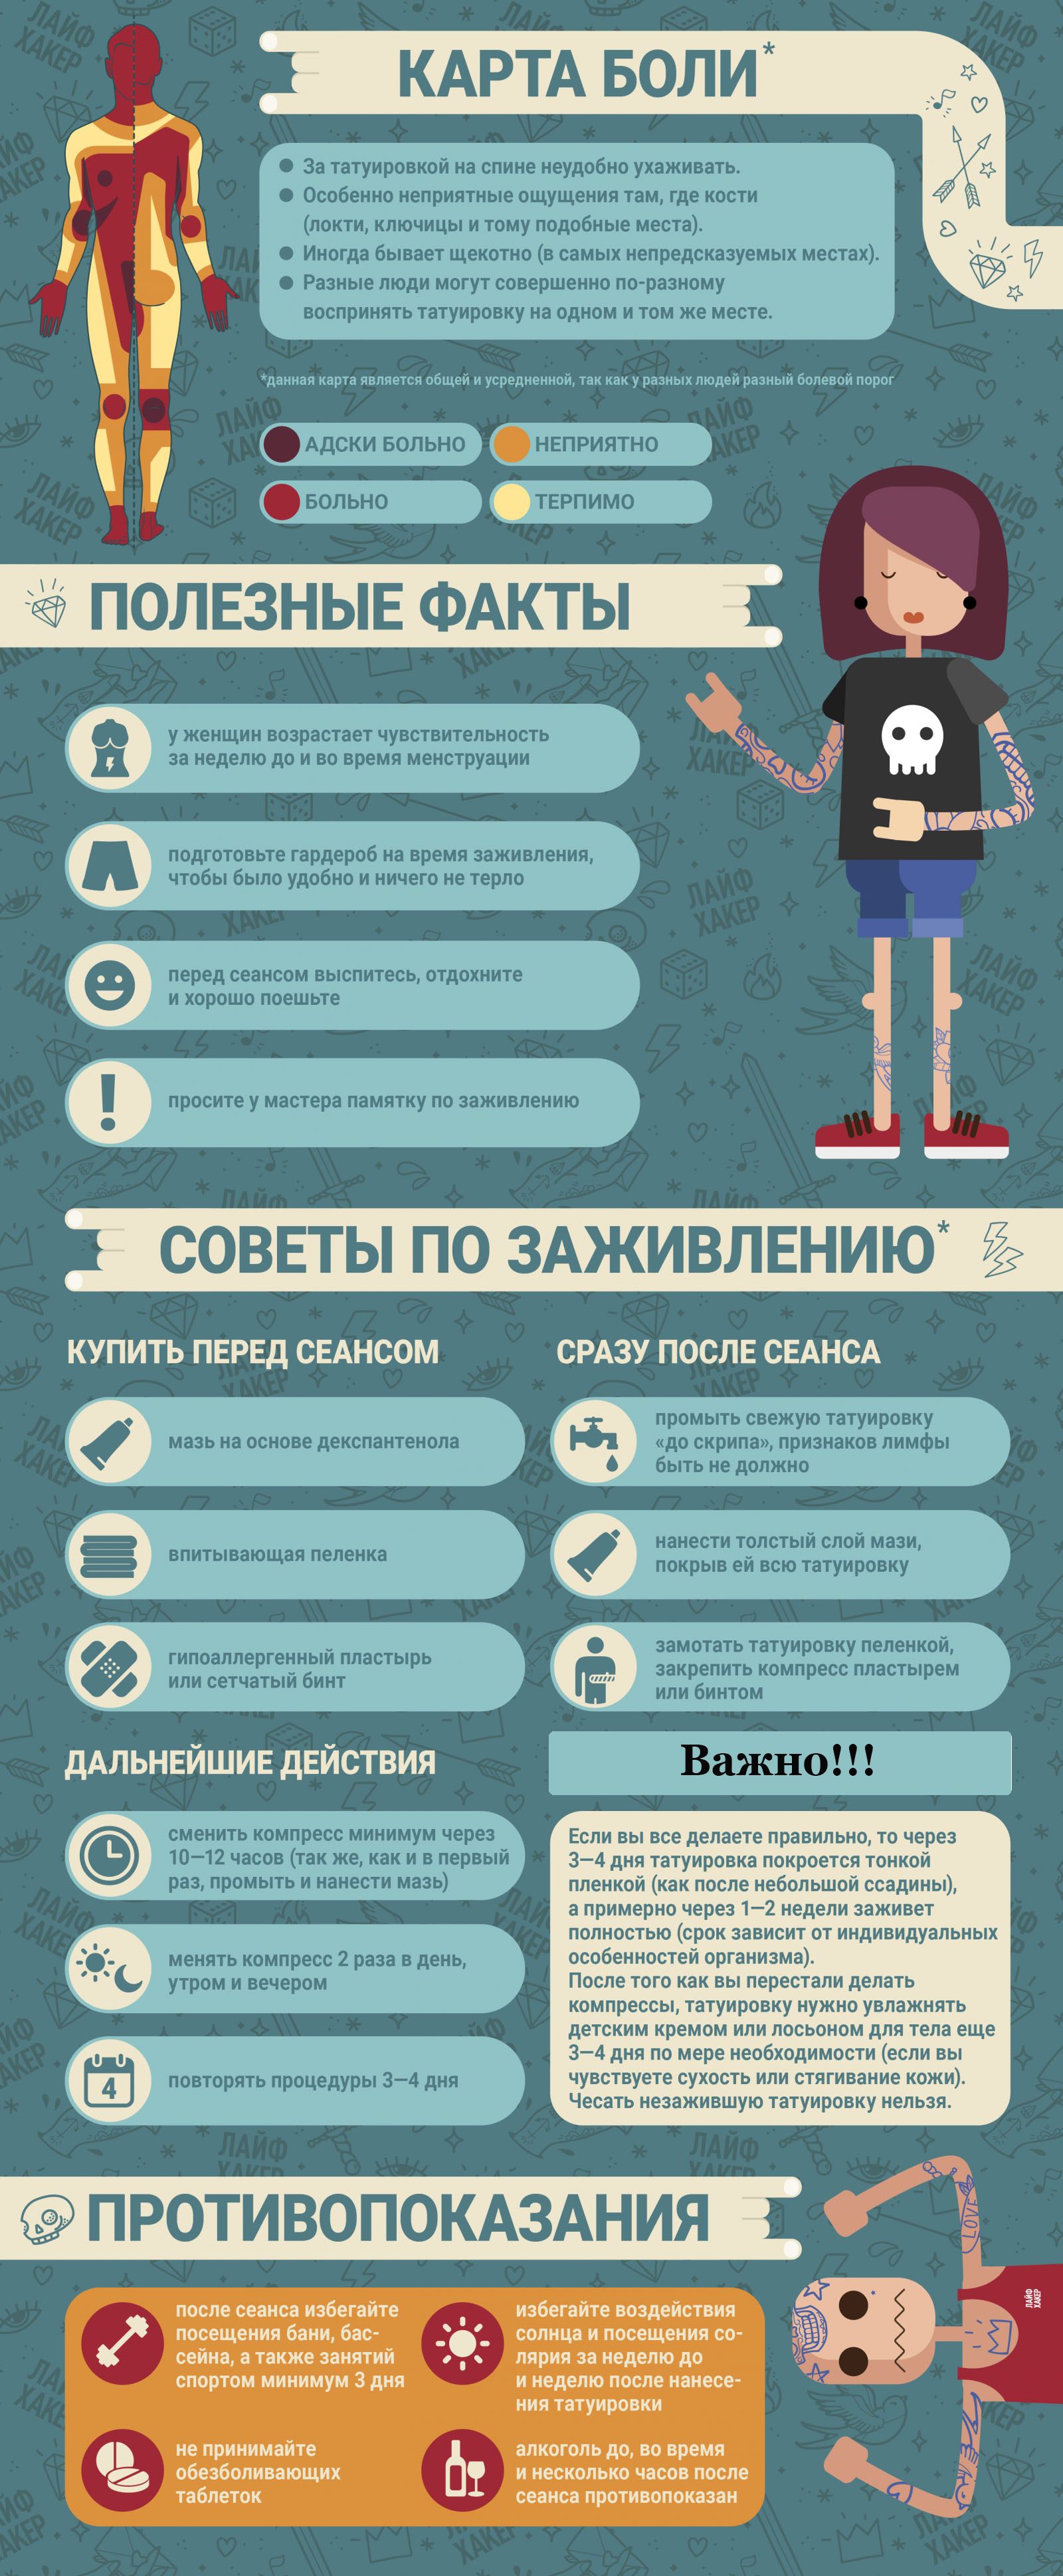 КАРТА БОЛИ*
За татуировкой на спине неудобно ухаживать.
Особенно неприятные ощущения там, где кости
(локти, ключицы и тому подобные места).
Иногда бывает щекотно (в самых непредсказуемых местах).
Разные люди могут совершенно по-разному
воспринять татуировку на одном и том же месте.
*данная карта является общей и усредненной, так как у разных людей разный болевой порог
АДСКИ БОЛЬНО
НЕПРИЯТНО
БОЛЬНО
ТЕРПИМО
ПОЛЕЗНЫЕ ФАКТЫ
у женщин возрастает чувствительность
за неделю до и во время менструации
подготовьте гардероб на время заживления,
чтобы было удобно и ничего не терло
перед сеансом выспитесь, отдохните
и хорошо поешьте
просите у мастера памятку по заживлению
СОВЕТЫ ПО ЗАЖИВЛЕНИЮ*
КУПИТЬ ПЕРЕД СЕАНСОМ
мазь на основе декспантенола
впитывающая пеленка
гипоаллергенный пластырь
или сетчатый бинт
СРАЗУ ПОСЛЕ СЕАНСА
промыть свежую татуировку
«до скрипа», признаков лимфы
быть не должно
нанести толстый слой мази,
покрыв ей всю татуировку
замотать татуировку пеленкой,
закрепить компресс пластырем
или бинтом
ДАЛЬНЕЙШИЕ ДЕЙСТВИЯ
сменить компресс минимум через
10—12 часов (так же, как и в первый
раз, промыть и нанести мазь)
менять компресс 2 раза в день,
утром и вечером
4
повторять процедуры 3—4 дня
Важно!!!
Если вы все делаете правильно, то через
3—4 дня татуировка покроется тонкой
пленкой (как после небольшой ссадины),
а примерно через 1—2 недели заживет
полностью (срок зависит от индивидуальных
особенностей организма).
После того как вы перестали делать
компрессы, татуировку нужно увлажнять
детским кремом или лосьоном для тела еще
3—4 дня по мере необходимости (если вы
чувствуете сухость или стягивание кожи).
Чесать незажившую татуировку нельзя.
ПРОТИВОПОКАЗАНИЯ
LOVE
ЛАЙФ
ХАКЕР
после сеанса избегайте
посещения бани, бас-
сейна, а также занятий
спортом минимум 3 дня
избегайте воздействия
солнца и посещения со-
лярия за неделю до
и неделю после нанесе-
ния татуировки
не принимайте
обезболивающих
таблеток
алкоголь до, во время
и несколько часов после
сеанса противопоказан